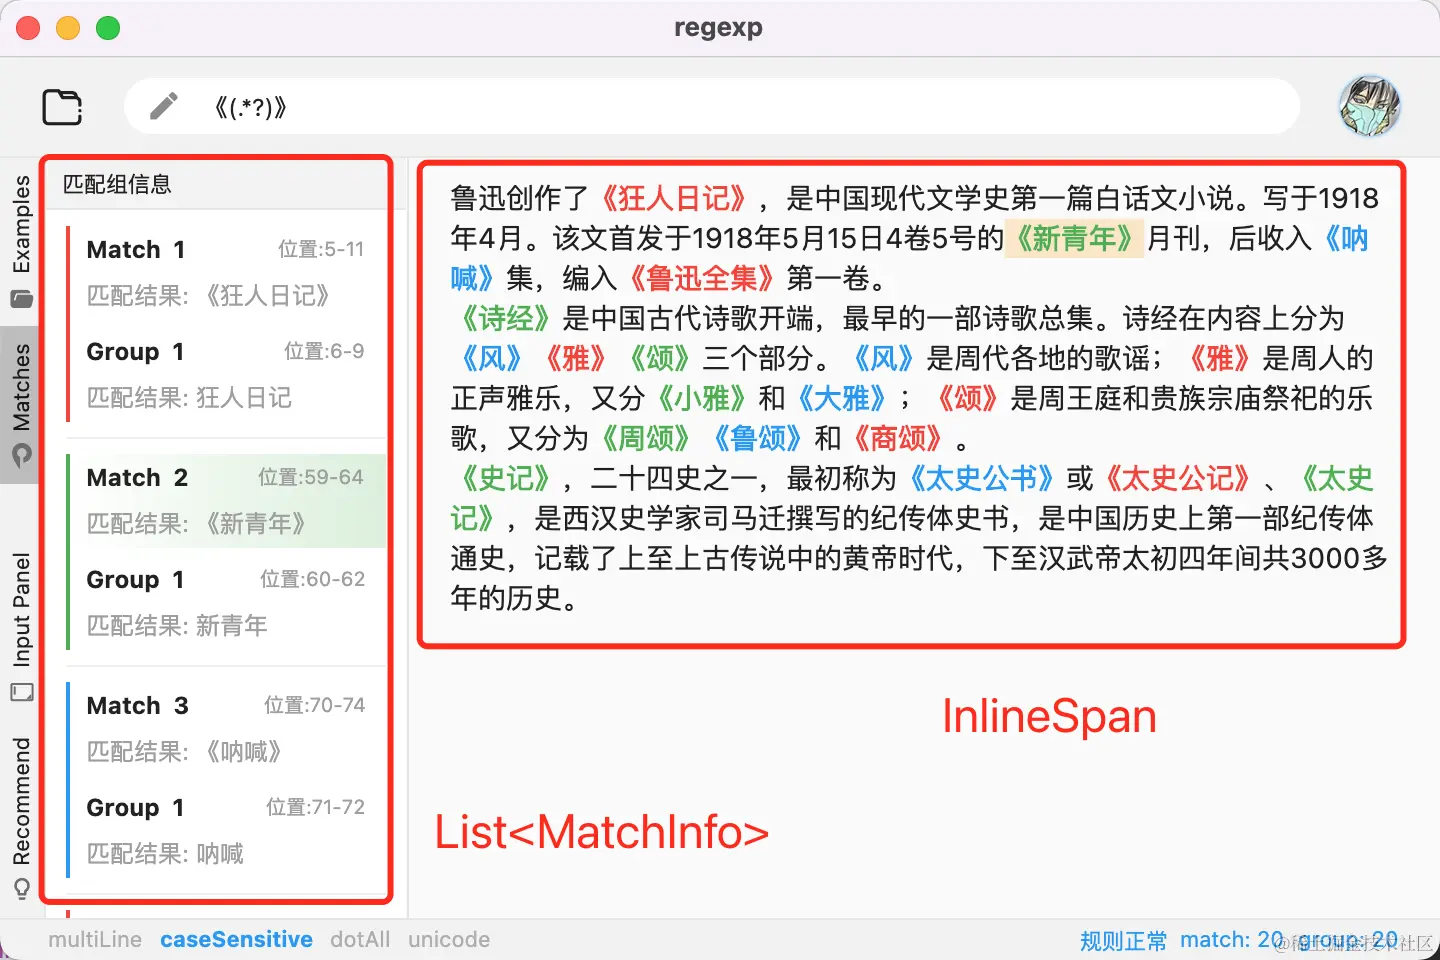 regexp
《(.*?)》
Examples
Matches
Input Panel
Recommend
匹配组信息
Match 1 位置:5-11
匹配结果: 《狂人日记》
Group 1 位置:6-9
匹配结果: 狂人日记
Match 2 位置:59-64
匹配结果: 《新青年》
Group 1 位置:60-62
匹配结果: 新青年
Match 3 位置:70-74
匹配结果: 《呐喊》
Group 1 位置:71-72
匹配结果: 呐喊
鲁迅创作了《狂人日记》，是中国现代文学史第一篇白话文小说。写于1918
年4月。该文首发于1918年5月15日4卷5号的《新青年》月刊，后收入《呐
喊》集，编入《鲁迅全集》第一卷。
《诗经》是中国古代诗歌开端，最早的一部诗歌总集。诗经在内容上分为
《风》《雅》《颂》三个部分。《风》是周代各地的歌谣；《雅》是周人的
正声雅乐，又分《小雅》和《大雅》；《颂》是周王庭和贵族宗庙祭祀的乐
歌，又分为《周颂》《鲁颂》和《商颂》。
《史记》，二十四史之一，最初称为《太史公书》或《太史公记》、《太史
记》，是西汉史学家司马迁撰写的纪传体史书，是中国历史上第一部纪传体
通史，记载了上至上古传说中的黄帝时代，下至汉武帝太初四年间共3000多
年的历史。
InlineSpan
List<MatchInfo>
multiLine caseSensitive dotAll unicode
规则正常 match: 20 group: 20
@稀土掘金技术社区